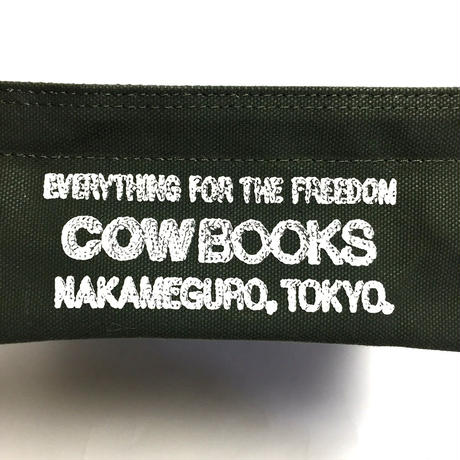 EVERYTHING FOR THE FREEDOM
COW BOOKS
NAKAMEGURO, TOKYO.